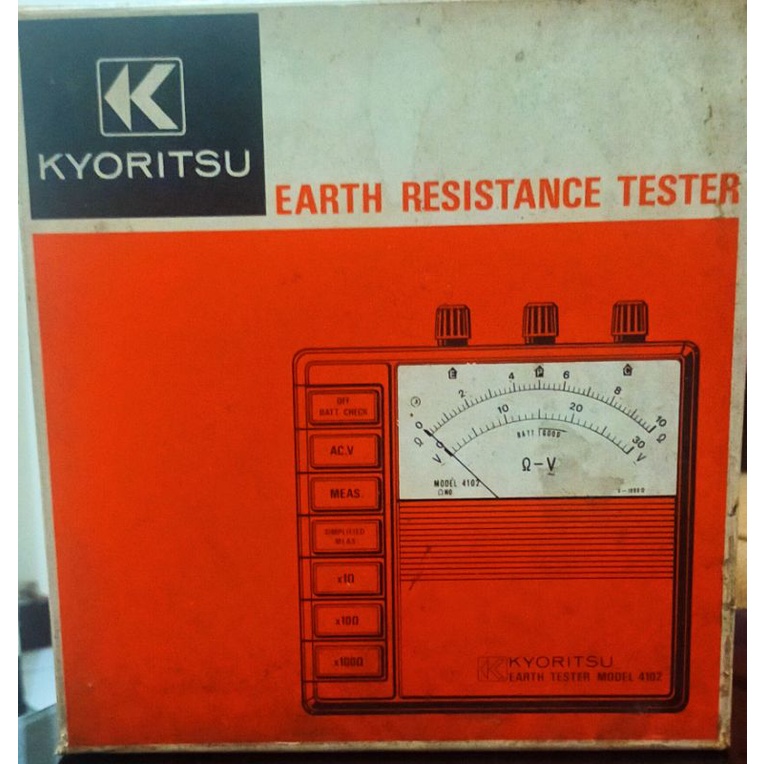 KYORITSU
EARTH RESISTANCE TESTER
E P C
2 4 6 8
Ω 0 10 Ω
10 20
V 0 30 V
BATT GOOD
Ω-V
MODEL 4102
NO
OFF
BATT CHECK
AC.V
MEAS.
SIMPLIFIED
MEAS.
x1Ω
x10Ω
x100Ω
KYORITSU
EARTH TESTER MODEL 4102